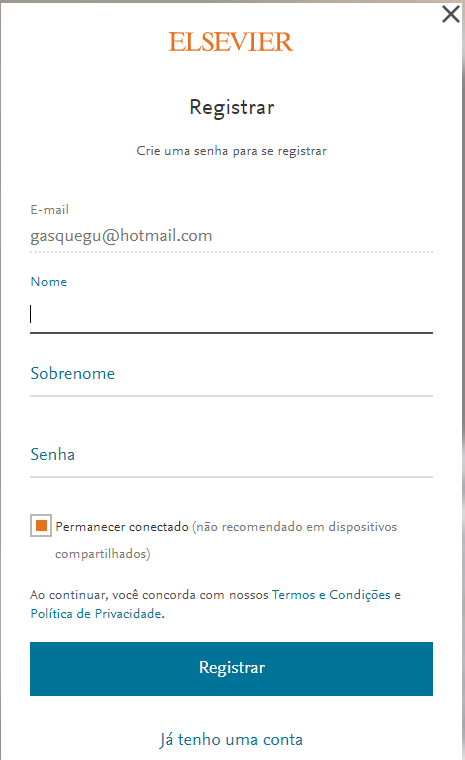 ELSEVIER
Registrar
Crie uma senha para se registrar
E-mail
gasquegu@hotmail.com
Nome
Sobrenome
Senha
Permanecer conectado (não recomendado em dispositivos
compartilhados)
Ao continuar, você concorda com nossos Termos e Condições e
Política de Privacidade.
Registrar
Já tenho uma conta